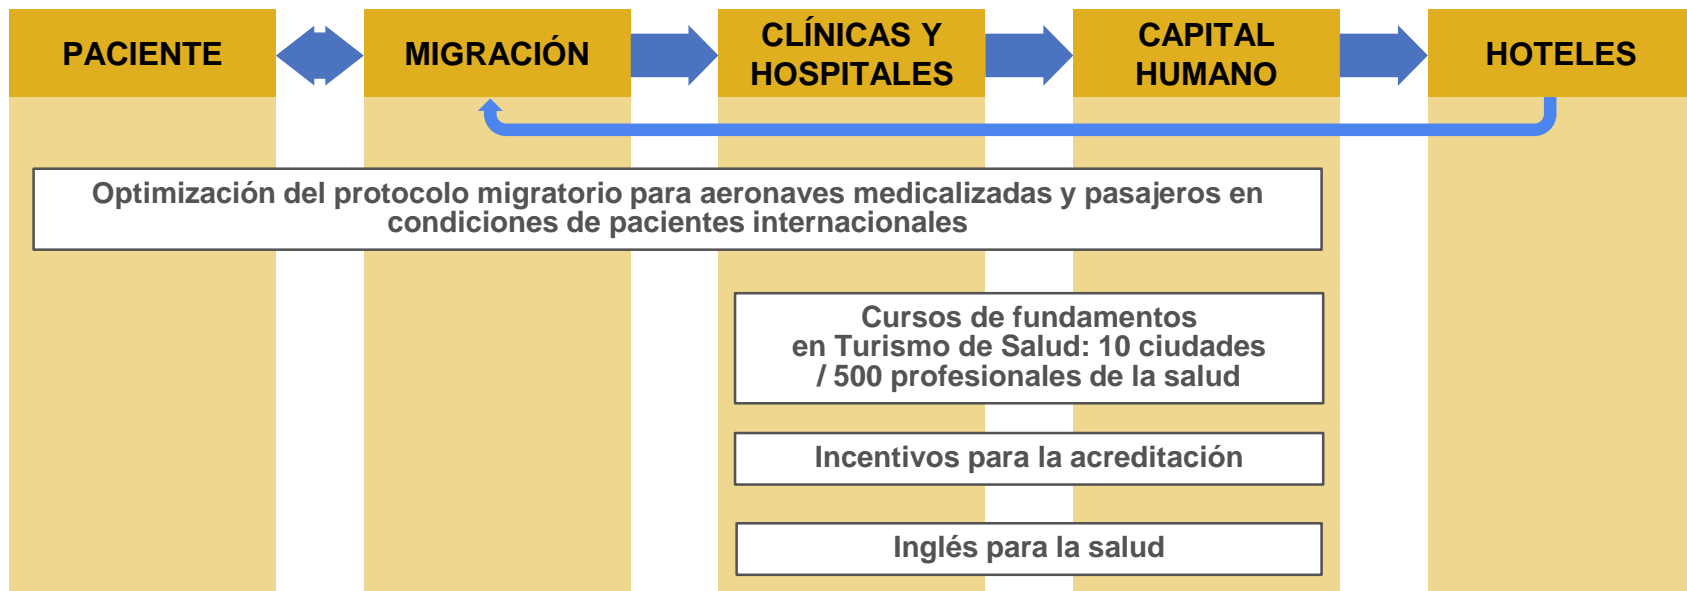 PACIENTE
MIGRACIÓN
CLÍNICAS Y
HOSPITALES
CAPITAL
HUMANO
HOTELES
Optimización del protocolo migratorio para aeronaves medicalizadas y pasajeros en
condiciones de pacientes internacionales
Cursos de fundamentos
en Turismo de Salud: 10 ciudades
/ 500 profesionales de la salud
Incentivos para la acreditación
Inglés para la salud